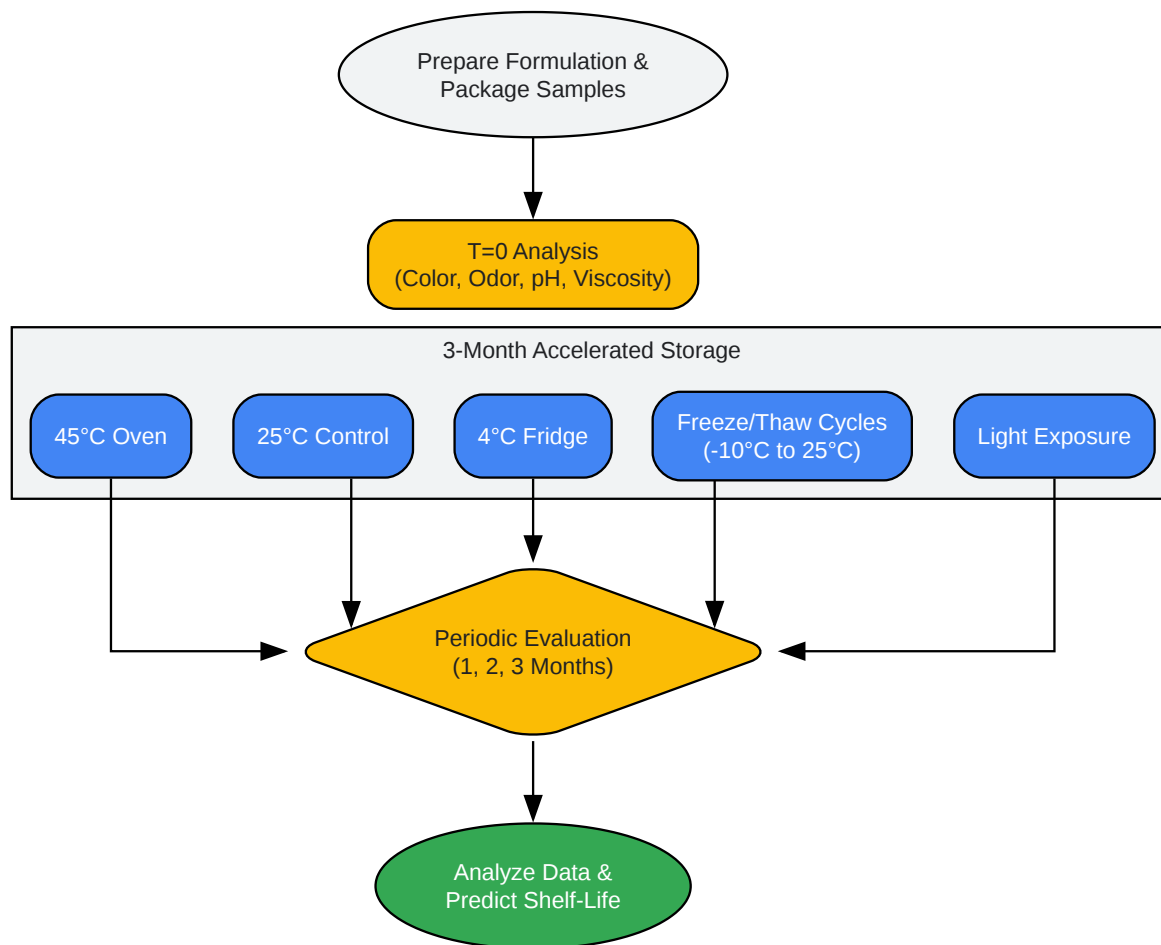 Prepare Formulation &
Package Samples
T=0 Analysis
(Color, Odor, pH, Viscosity)
3-Month Accelerated Storage
45°C Oven
25°C Control
4°C Fridge
Freeze/Thaw Cycles
(-10°C to 25°C)
Light Exposure
Periodic Evaluation
(1, 2, 3 Months)
Analyze Data &
Predict Shelf-Life